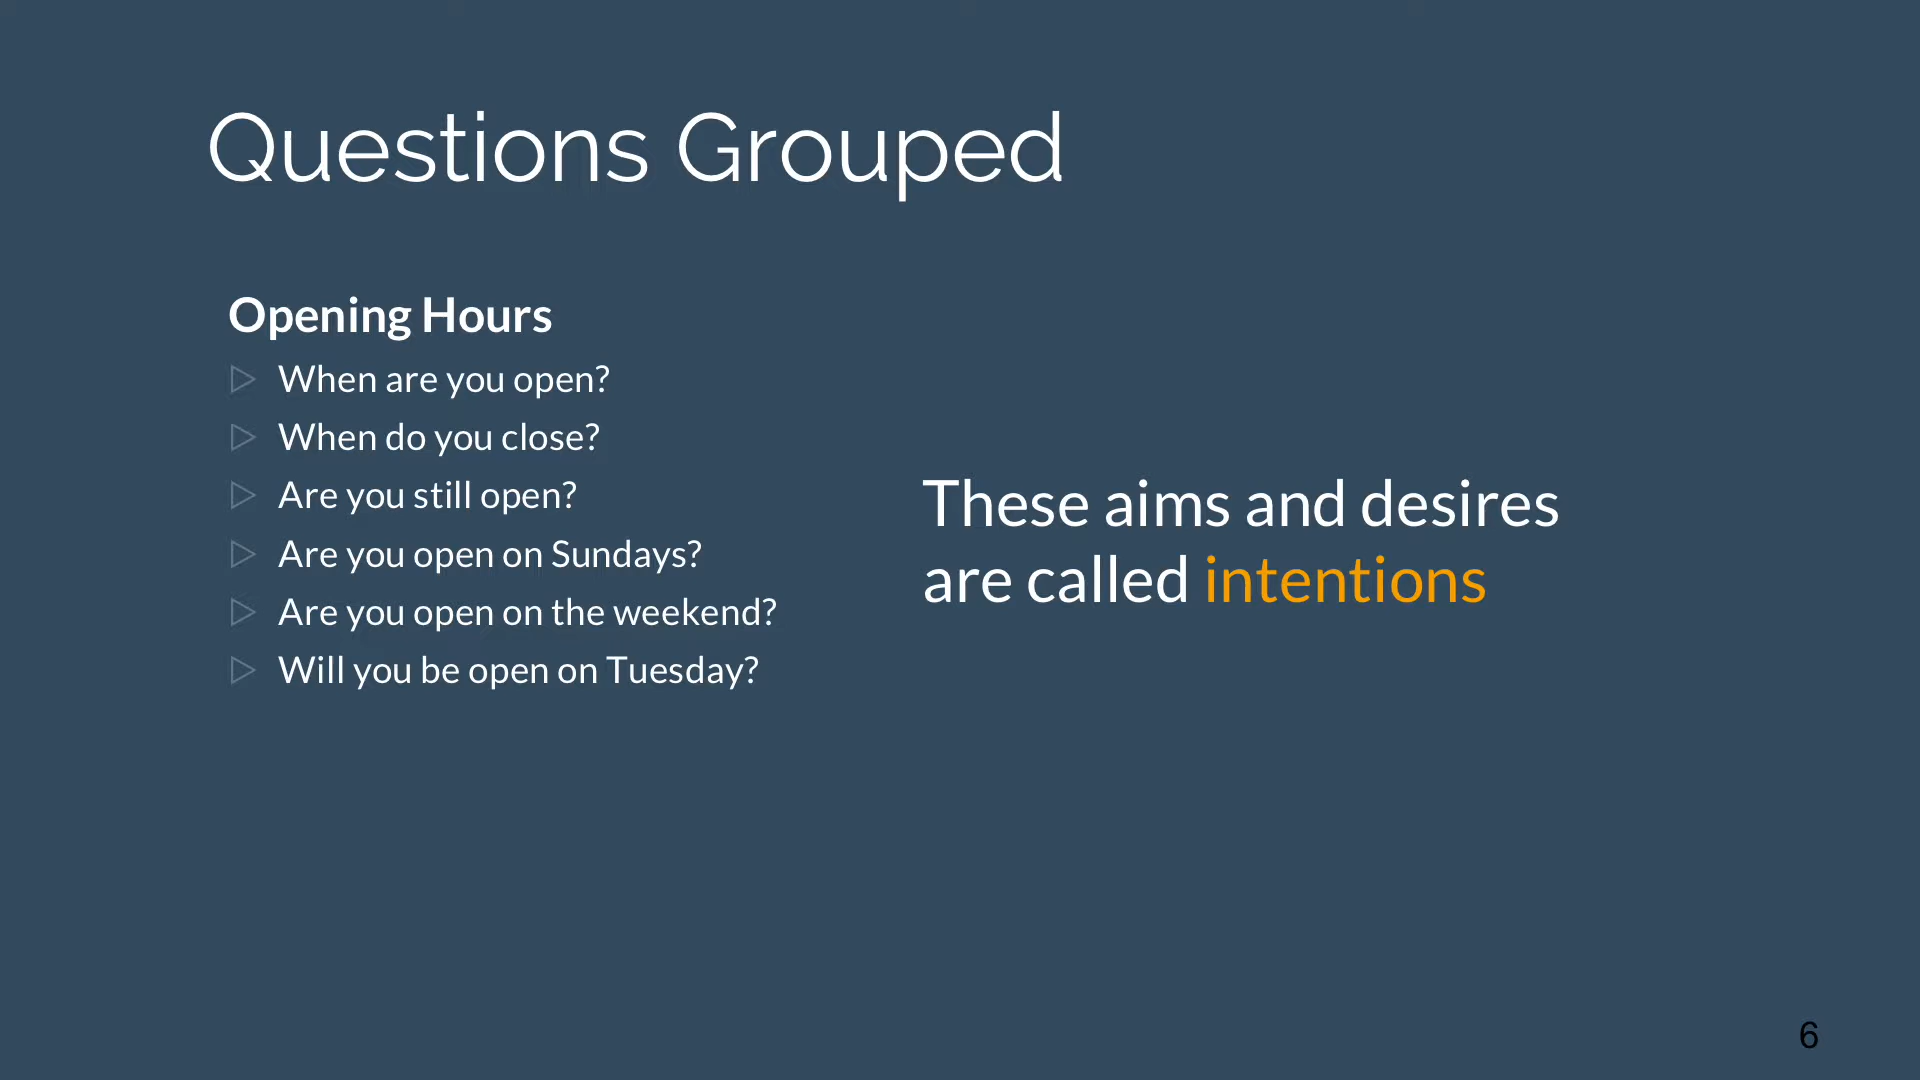 Questions Grouped
Opening Hours
When are you open?
When do you close?
Are you still open?
Are you open on Sundays?
Are you open on the weekend?
Will you be open on Tuesday?
These aims and desires
are called intentions
6